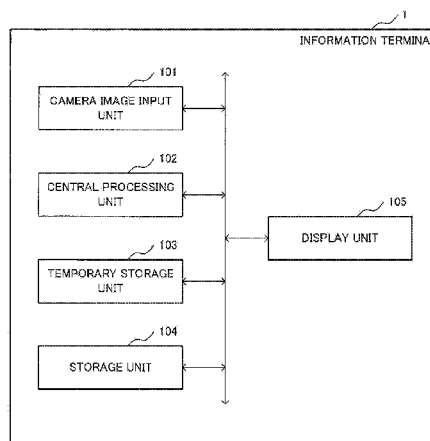 1
INFORMATION TERMINA
101
CAMERA IMAGE INPUT
UNIT
102
CENTRAL PROCESSING
UNIT
105
DISPLAY UNIT
103
TEMPORARY STORAGE
UNIT
104
STORAGE UNIT